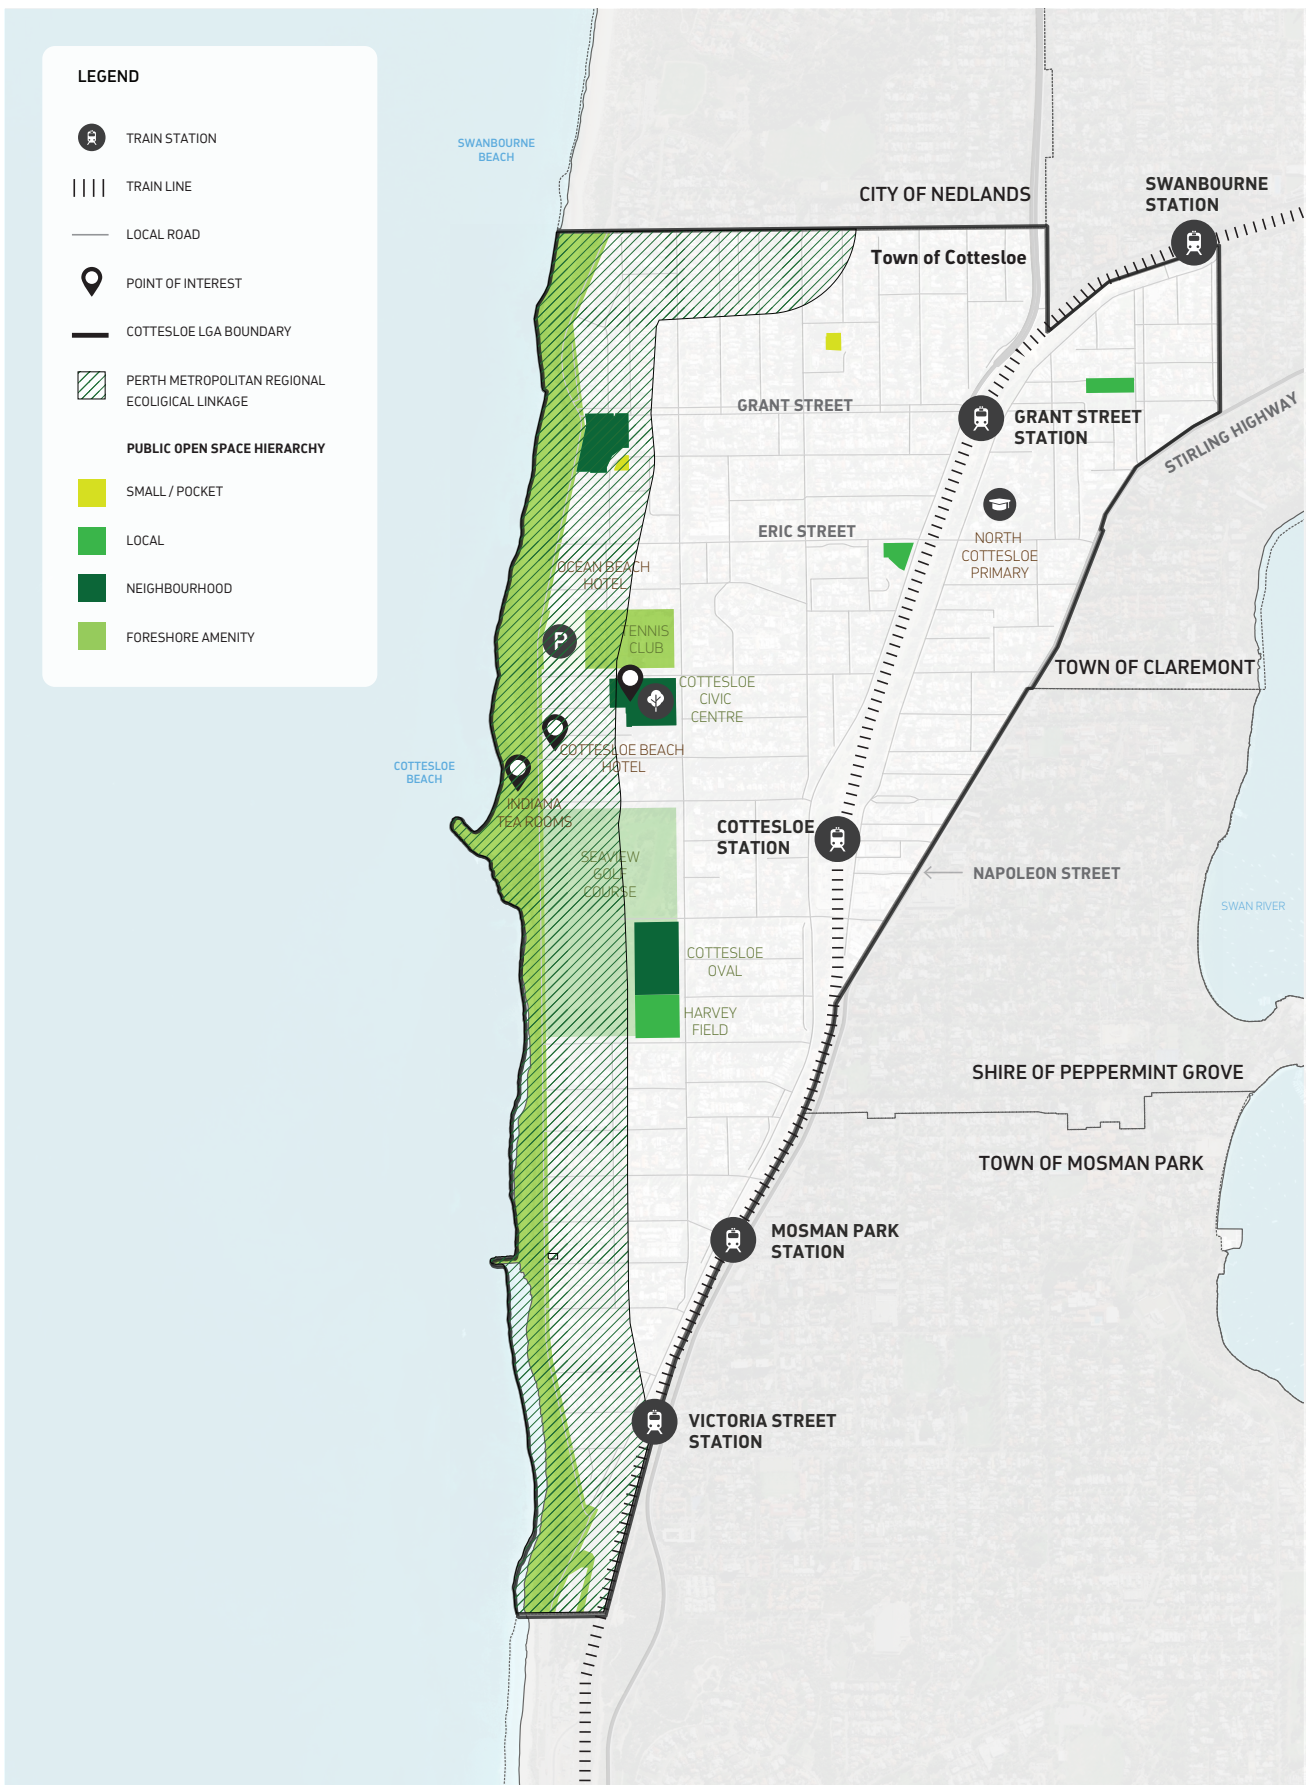 LEGEND
TRAIN STATION
TRAIN LINE
LOCAL ROAD
POINT OF INTEREST
COTTESLOE LGA BOUNDARY
PERTH METROPOLITAN REGIONAL
ECOLIGICAL LINKAGE
PUBLIC OPEN SPACE HIERARCHY
SMALL / POCKET
LOCAL
NEIGHBOURHOOD
FORESHORE AMENITY
SWANBOURNE
BEACH
CITY OF NEDLANDS
SWANBOURNE
STATION
Town of Cottesloe
GRANT STREET
GRANT STREET
STATION
STIRLING HIGHWAY
ERIC STREET
NORTH
COTTESLOE
PRIMARY
OCEAN BEACH
HOTEL
P
TENNIS
CLUB
TOWN OF CLAREMONT
COTTESLOE
CIVIC
CENTRE
COTTESLOE BEACH
HOTEL
COTTESLOE
BEACH
INDIANA
TEA ROOMS
COTTESLOE
STATION
SEAVIEW
GOLF
COURSE
NAPOLEON STREET
SWAN RIVER
COTTESLOE
OVAL
HARVEY
FIELD
SHIRE OF PEPPERMINT GROVE
TOWN OF MOSMAN PARK
MOSMAN PARK
STATION
VICTORIA STREET
STATION